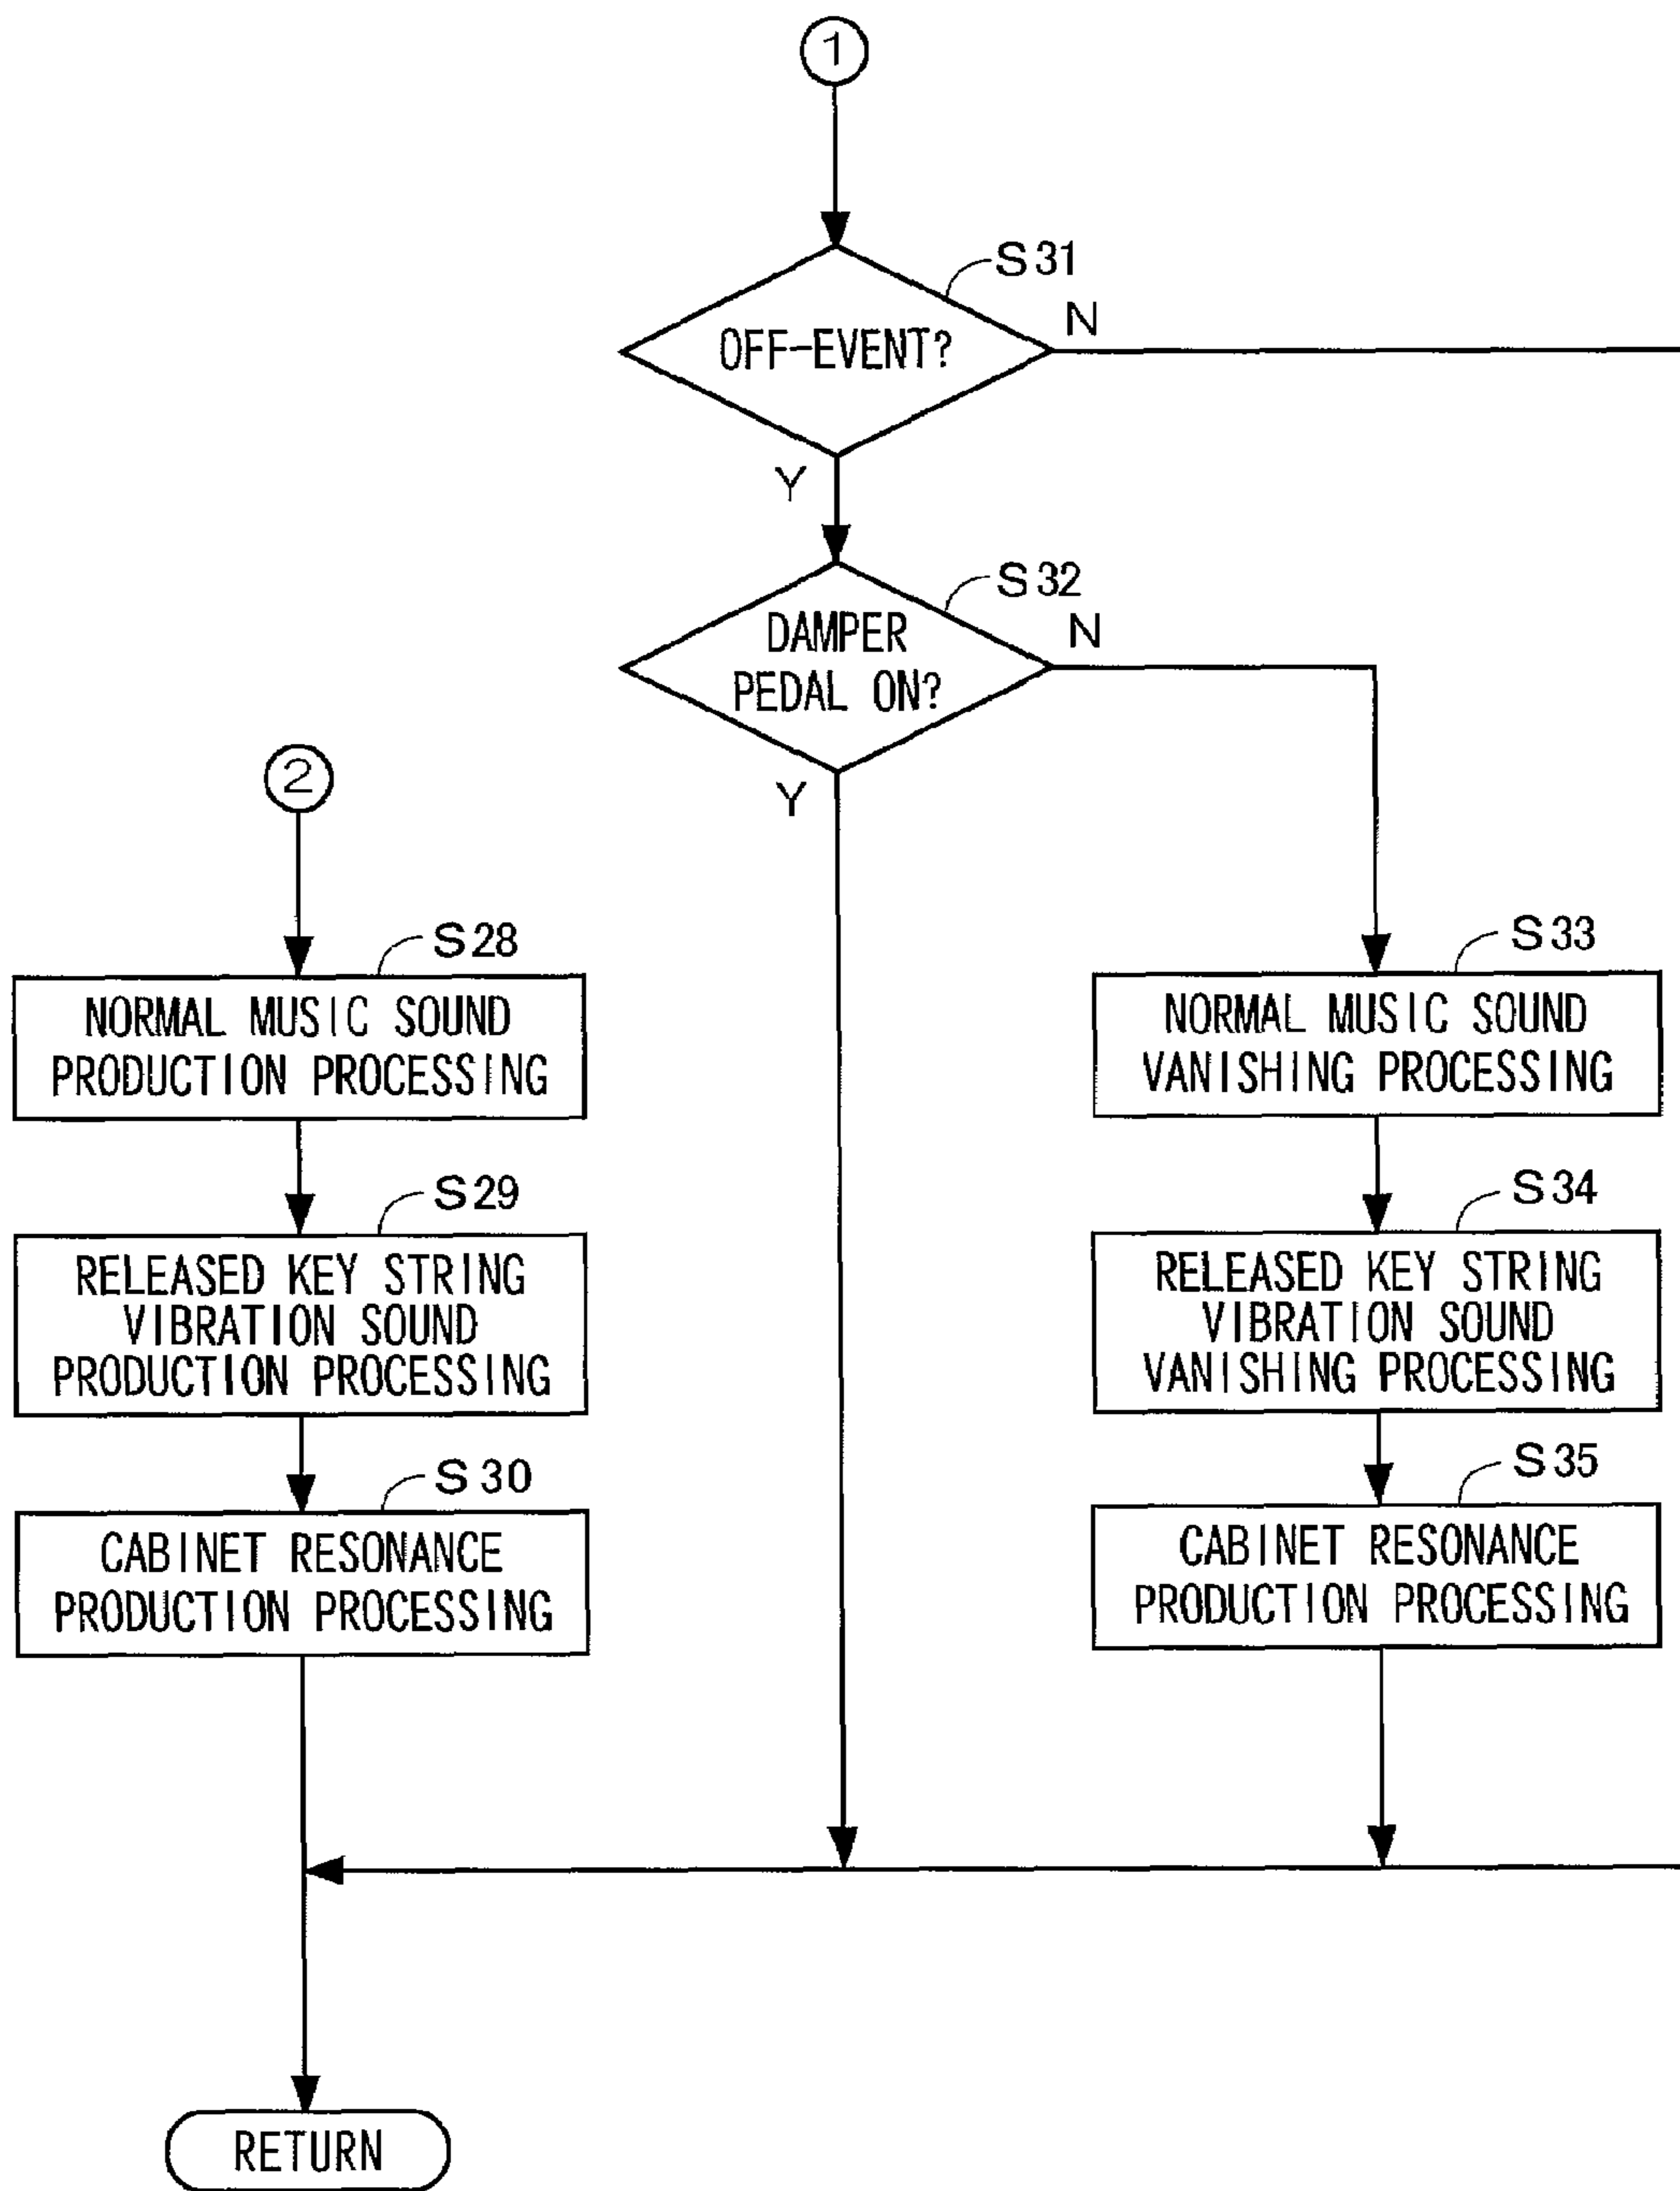 1
S31
OFF-EVENT?
N
Y
S32
DAMPER
PEDAL ON?
N
Y
2
S28
NORMAL MUSIC SOUND
PRODUCTION PROCESSING
S29
RELEASED KEY STRING
VIBRATION SOUND
PRODUCTION PROCESSING
S30
CABINET RESONANCE
PRODUCTION PROCESSING
S33
NORMAL MUSIC SOUND
VANISHING PROCESSING
S34
RELEASED KEY STRING
VIBRATION SOUND
VANISHING PROCESSING
S35
CABINET RESONANCE
PRODUCTION PROCESSING
RETURN